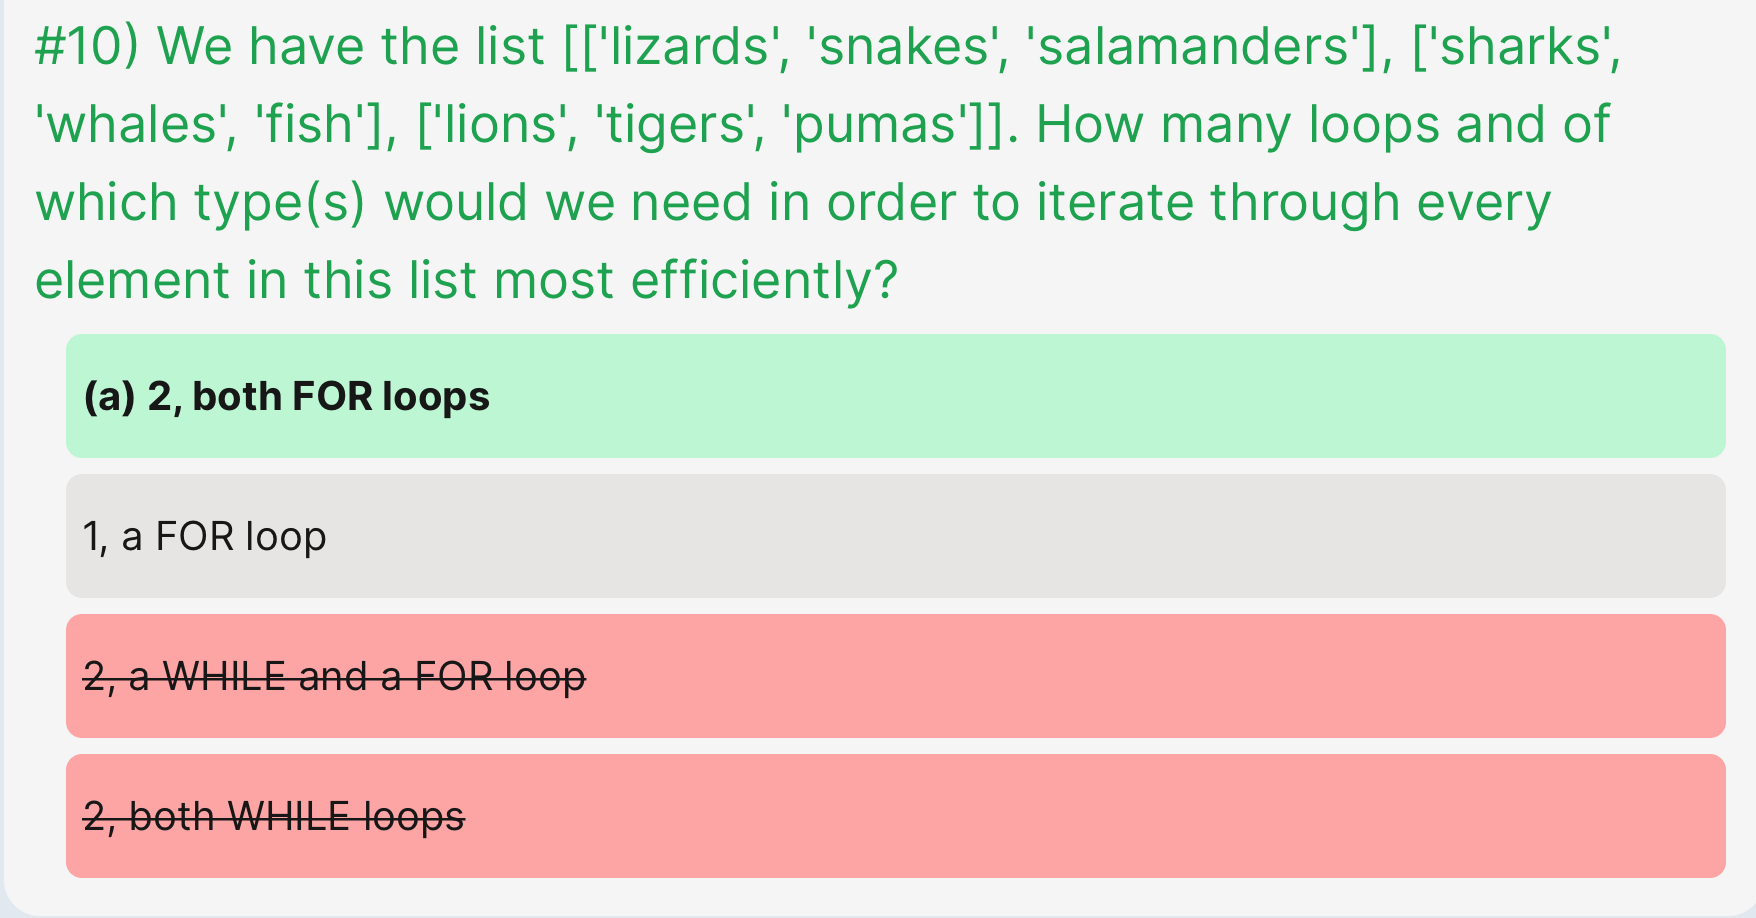 #10) We have the list [['lizards', 'snakes', 'salamanders'], ['sharks',
'whales', 'fish'], ['lions', 'tigers', 'pumas']]. How many loops and of
which type(s) would we need in order to iterate through every
element in this list most efficiently?
(a) 2, both FOR loops
1, a FOR loop
2, a WHILE and a FOR loop
2, both WHILE loops